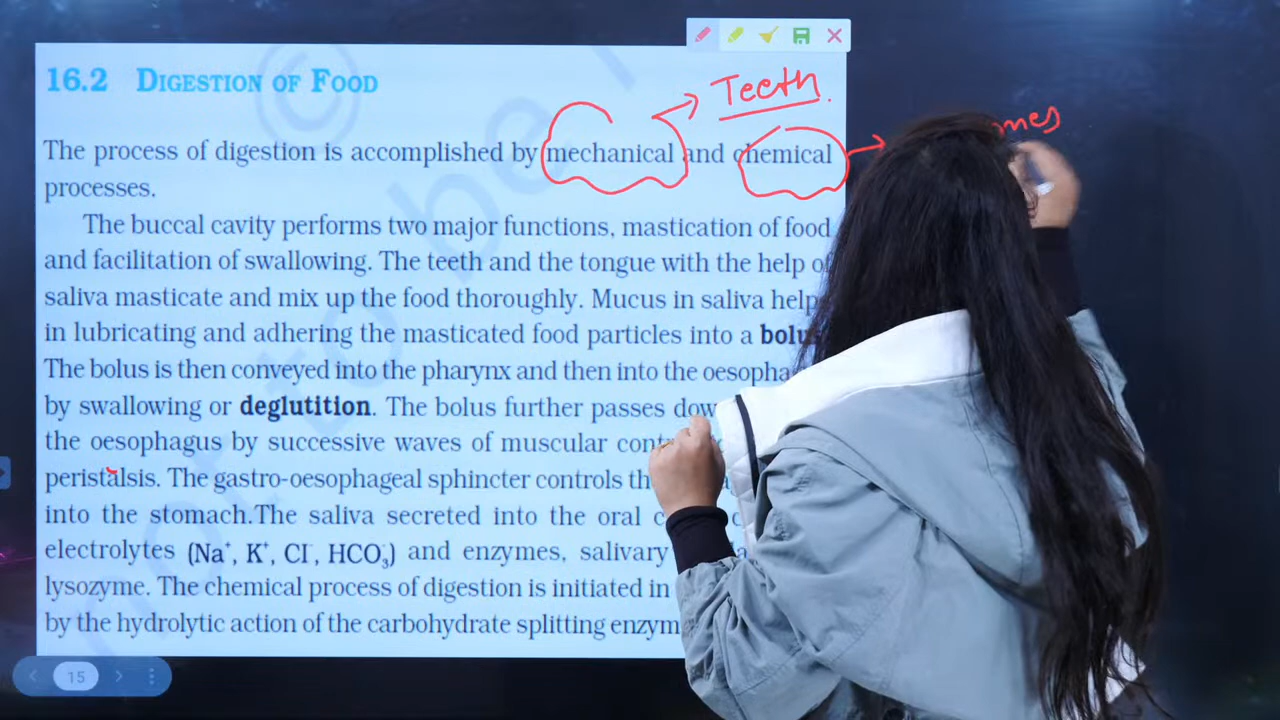 16.2 DIGESTION OF FOOD
Teeth.
The process of digestion is accomplished by mechanical and chemical
processes.
The buccal cavity performs two major functions, mastication of food
and facilitation of swallowing. The teeth and the tongue with the help of
saliva masticate and mix up the food thoroughly. Mucus in saliva help
in lubricating and adhering the masticated food particles into a bolu
The bolus is then conveyed into the pharynx and then into the oesopha
by swallowing or deglutition. The bolus further passes dow
the oesophagus by successive waves of muscular cont
peristalsis. The gastro-oesophageal sphincter controls th
into the stomach.The saliva secreted into the oral c
electrolytes (Na⁺, K⁺, Cl⁻, HCO₃⁻) and enzymes, salivary
lysozyme. The chemical process of digestion is initiated in
by the hydrolytic action of the carbohydrate splitting enzym
15